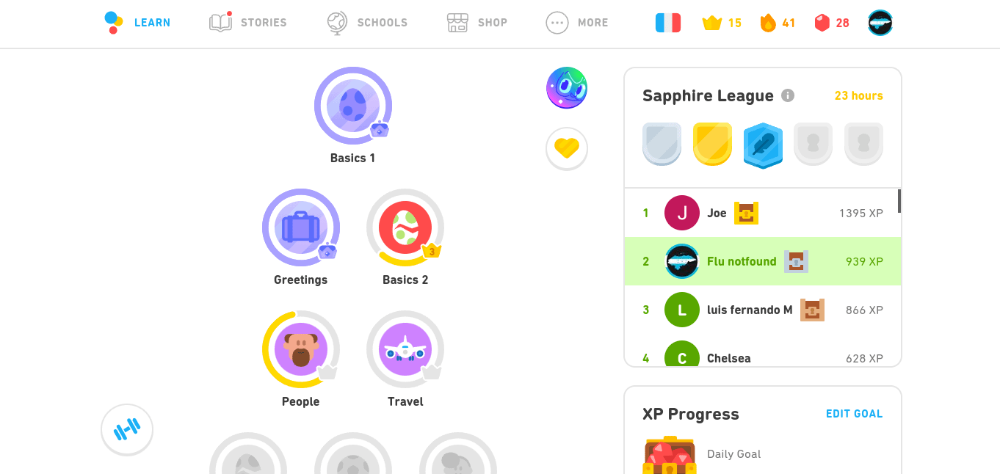 LEARN
STORIES
SCHOOLS
SHOP
MORE
15
41
28
Basics 1
Greetings
3
Basics 2
People
Travel
Sapphire League
23 hours
1 J Joe 1395 XP
2 Flu notfound 939 XP
3 L luis fernando M 866 XP
4 C Chelsea 628 XP
XP Progress
EDIT GOAL
Daily Goal